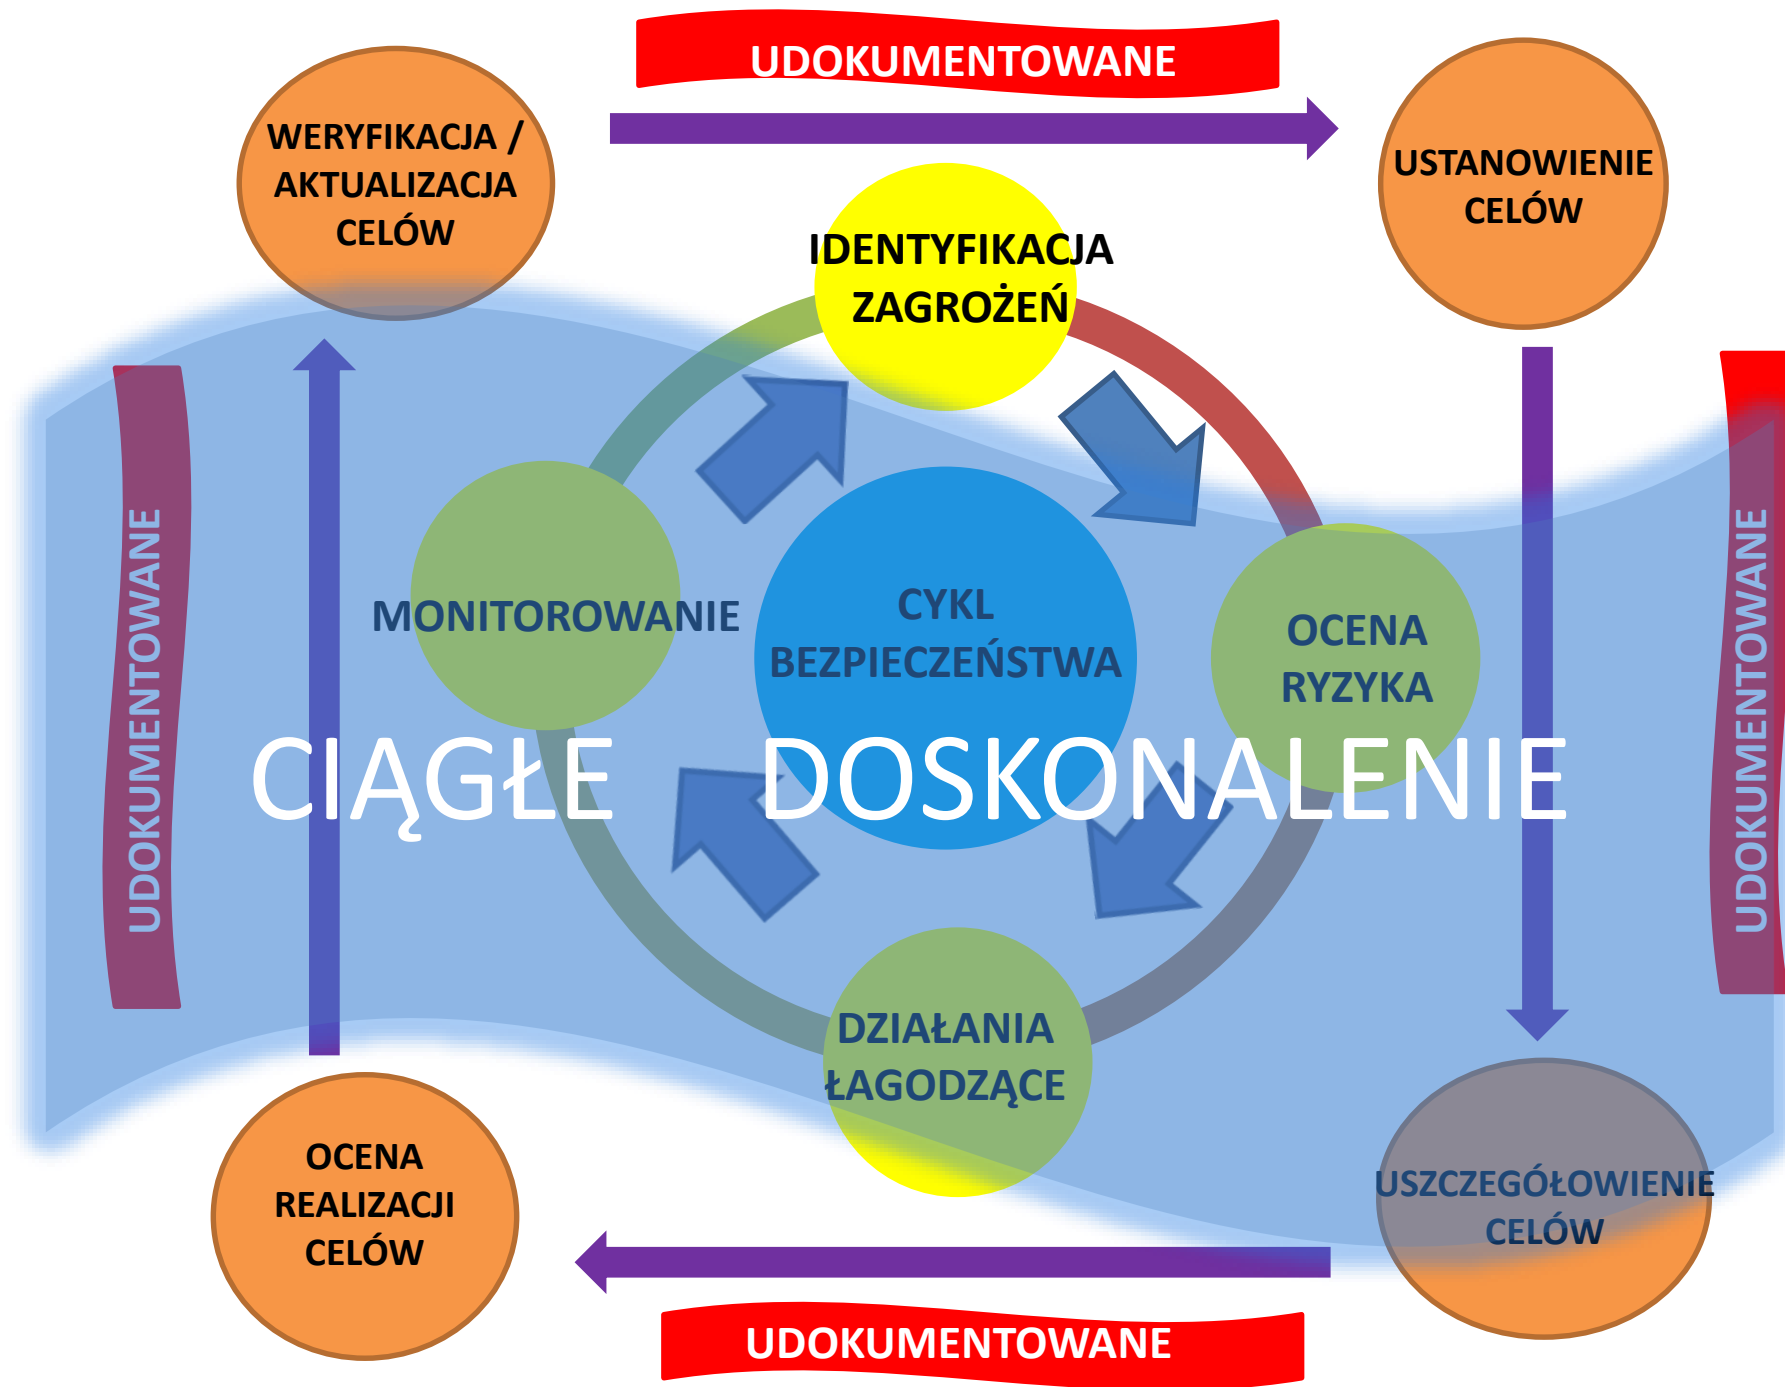 UDOKUMENTOWANE
WERYFIKACJA /
AKTUALIZACJA
CELÓW
USTANOWIENIE
CELÓW
IDENTYFIKACJA
ZAGROŻEŃ
UDOKUMENTOWANE
UDOKUMENTOWANE
MONITOROWANIE
CYKL
BEZPIECZEŃSTWA
OCENA
RYZYKA
CIĄGŁE DOSKONALENIE
DZIAŁANIA
ŁAGODZĄCE
OCENA
REALIZACJI
CELÓW
USZCZEGÓŁOWIENIE
CELÓW
UDOKUMENTOWANE